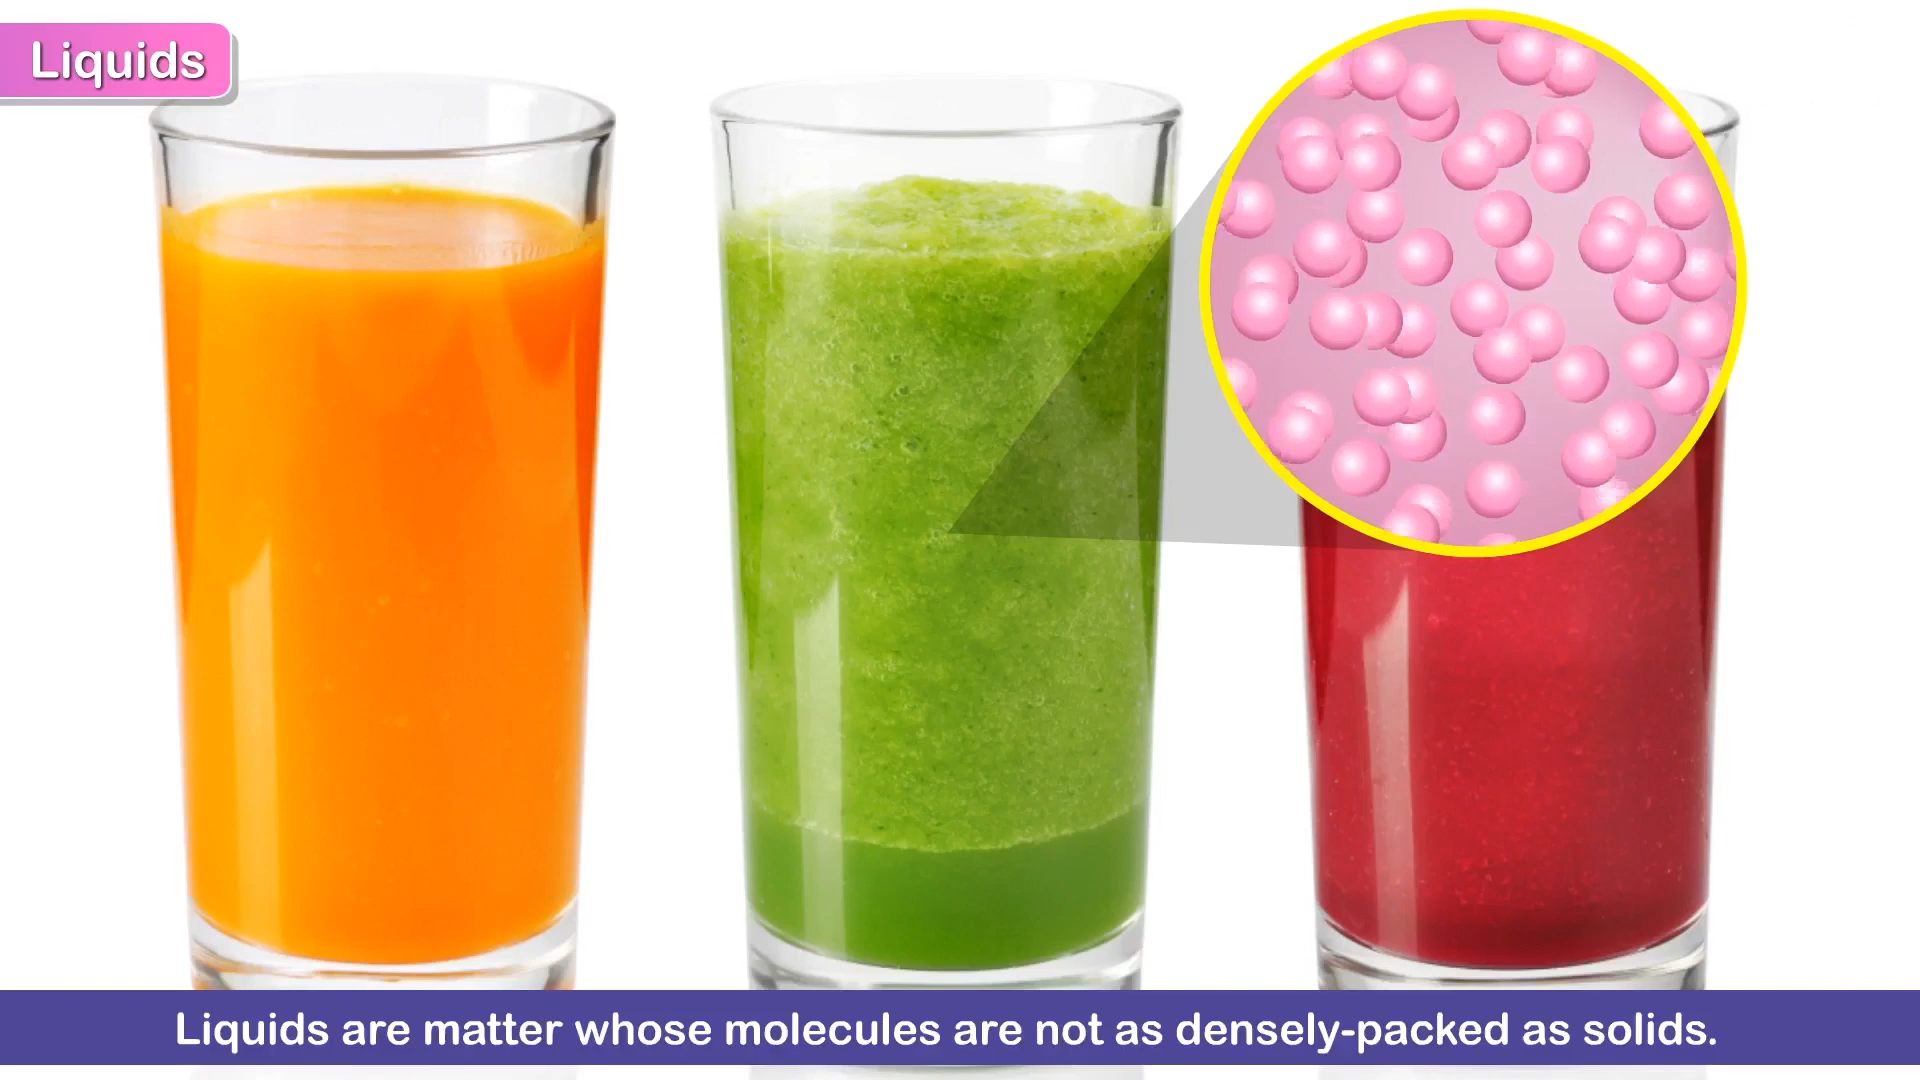 Liquids
Liquids are matter whose molecules are not as densely-packed as solids.